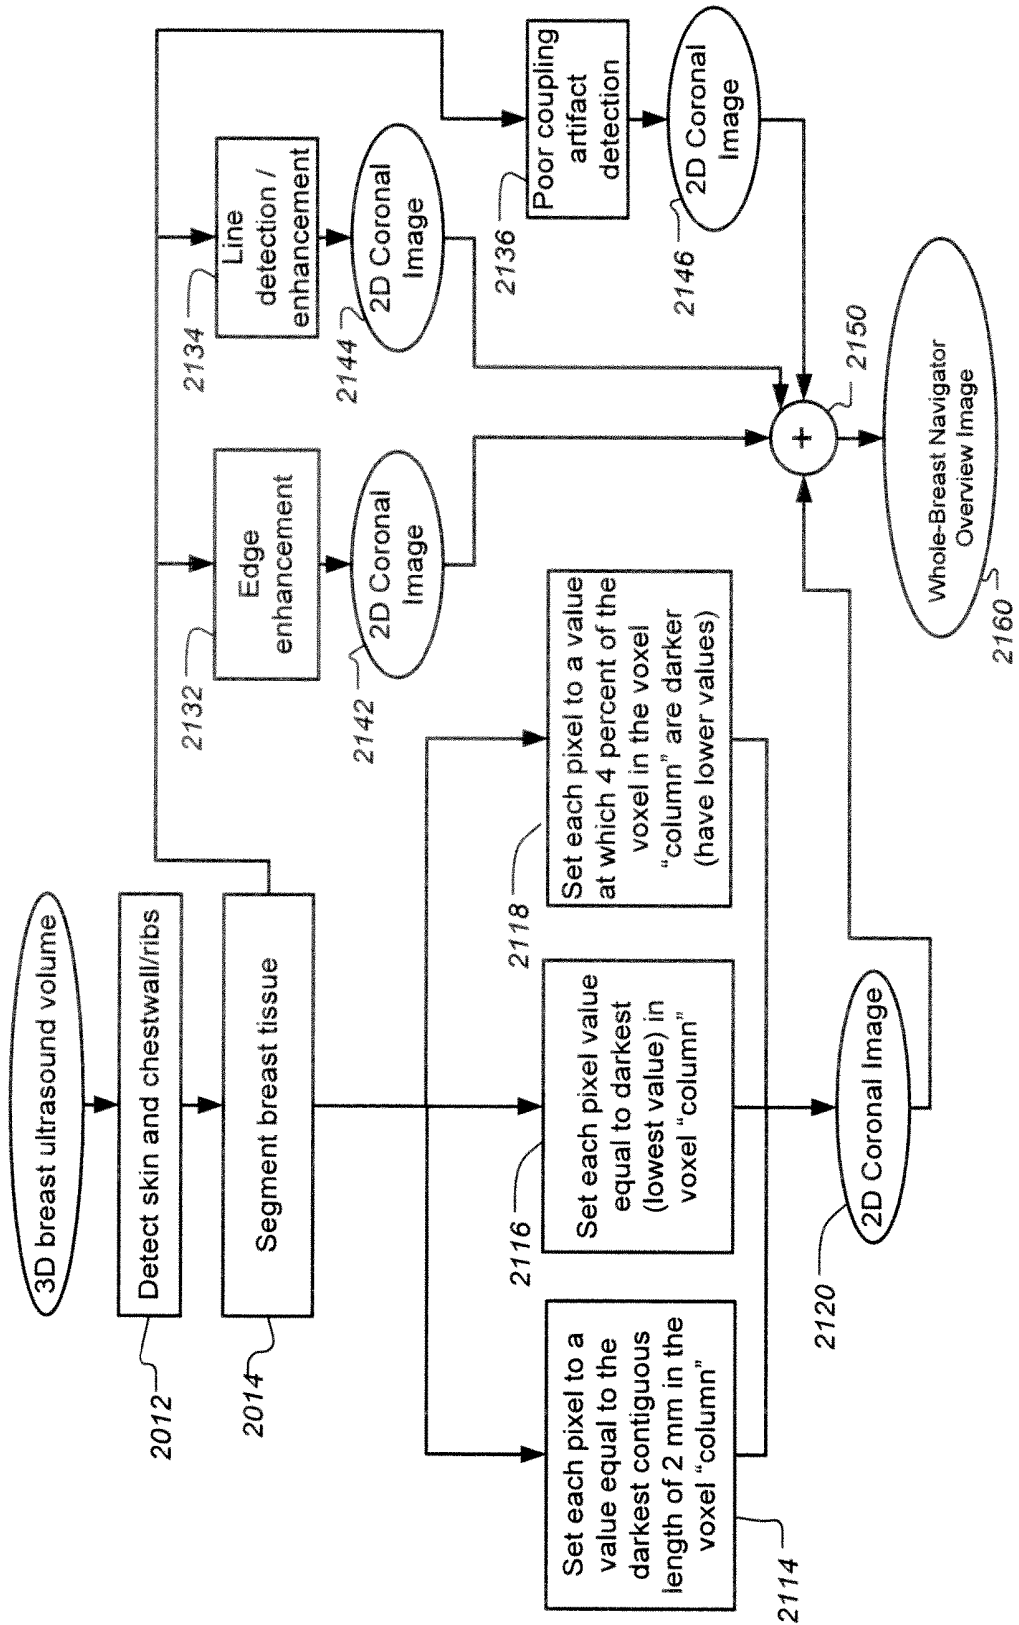 3D breast ultrasound volume
2012
Detect skin and chestwall/ribs
2014
Segment breast tissue
2114
Set each pixel to a
value equal to the
darkest contiguous
length of 2 mm in the
voxel “column”
2116
Set each pixel value
equal to darkest
(lowest value) in
voxel “column”
2118
Set each pixel to a value
at which 4 percent of the
voxel in the voxel
“column” are darker
(have lower values)
2120
2D Coronal Image
2132
Edge
enhancement
2142
2D Coronal
Image
2134
Line
detection /
enhancement
2144
2D Coronal
Image
2136
Poor coupling
artifact
detection
2146
2D Coronal
Image
+
2150
2160
Whole-Breast Navigator
Overview Image